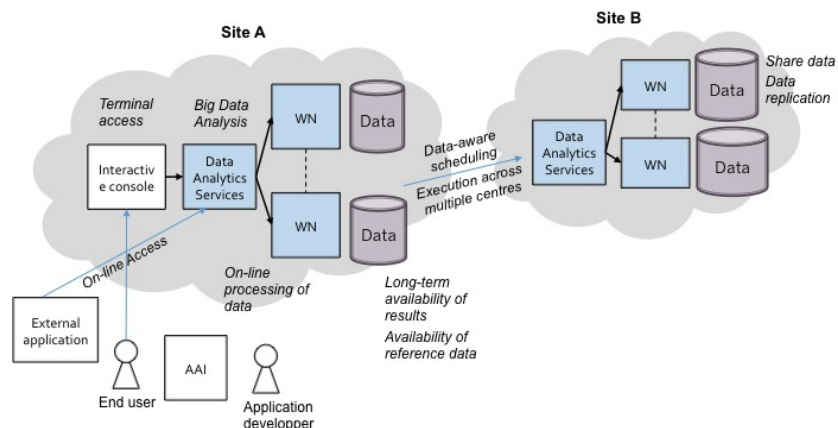 Site A
Site B
Terminal
access
Big Data
Analysis
WN
Data
Interactiv
e console
Data
Analytics
Services
WN
Data
On-line Access
On-line
processing of
data
Data-aware
scheduling
Execution across
multiple centres
Long-term
availability of
results
Availability of
reference data
WN
Data
Share data
Data
replication
Data
Analytics
Services
WN
Data
External
application
End user
AAI
Application
developper